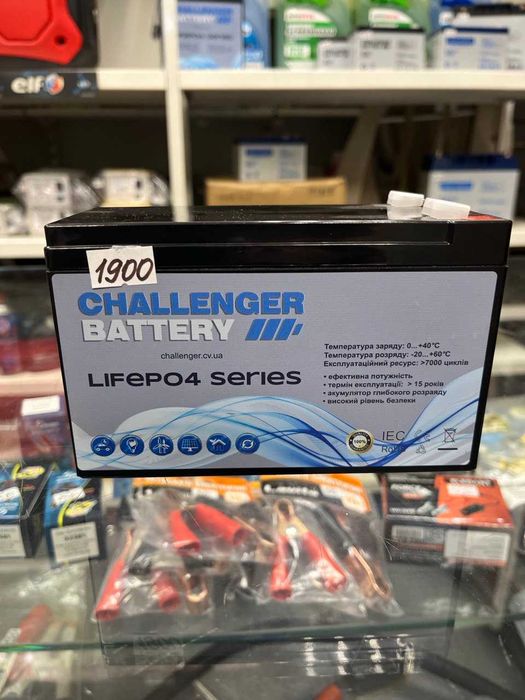 elf
1900
CHALLENGER
BATTERY
challenger.cv.ua
LiFePO4 series
Температура заряду: 0...+40°C
Температура розряду: -20...+60°C
Експлуатаційний ресурс: >7000 циклів
• ефективна потужність
• термін експлуатації: > 15 років
• акумулятор глибокого розряду
• високий рівень безпеки
100%
IEC
RoHS